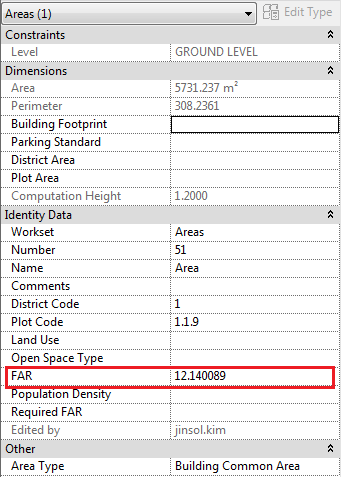 Areas (1) Edit Type
Constraints
Level GROUND LEVEL
Dimensions
Area 5731.237 m²
Perimeter 308.2361
Building Footprint
Parking Standard
District Area
Plot Area
Computation Height 1.2000
Identity Data
Workset Areas
Number 51
Name Area
Comments
District Code 1
Plot Code 1.1.9
Land Use
Open Space Type
FAR 12.140089
Population Density
Required FAR
Edited by jinsol.kim
Other
Area Type Building Common Area